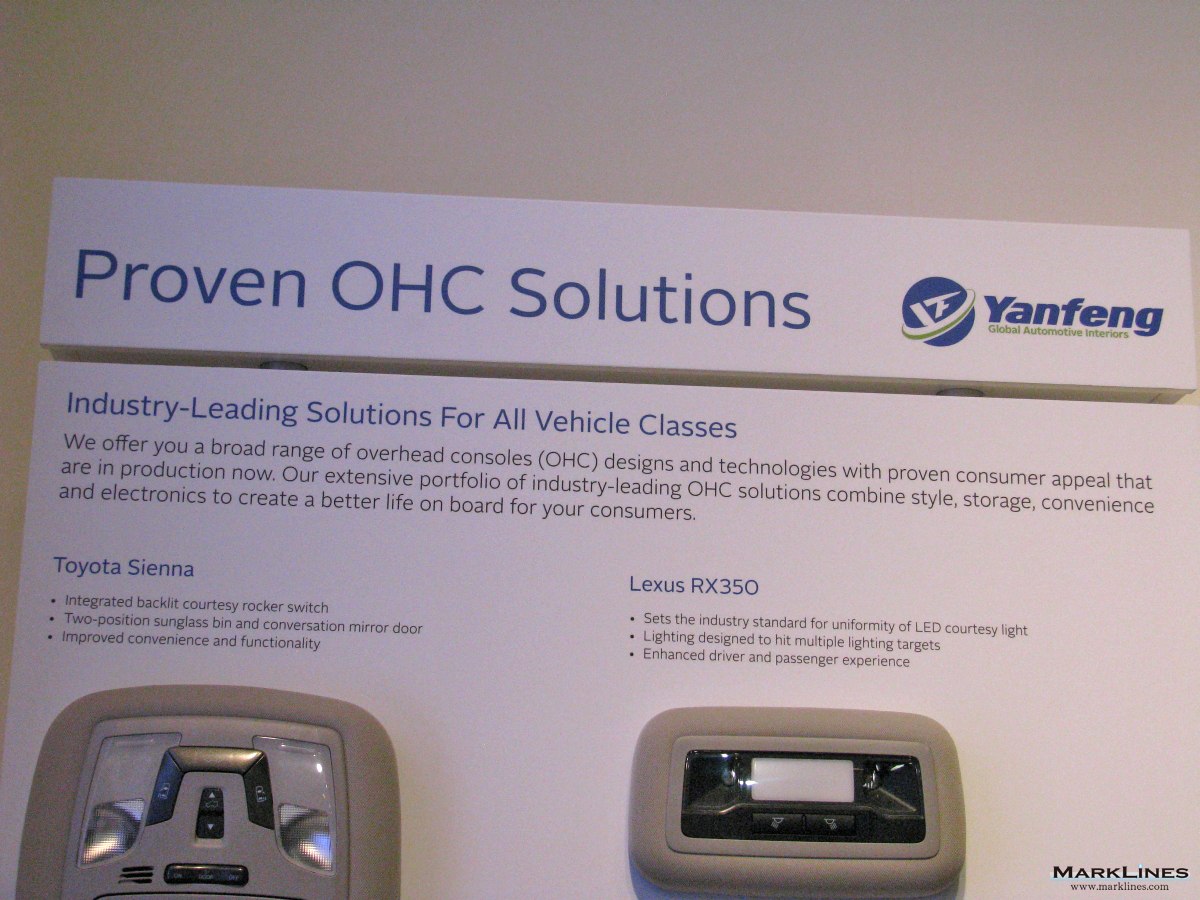 Proven OHC Solutions
YF Yanfeng
Global Automotive Interiors
Industry-Leading Solutions For All Vehicle Classes
We offer you a broad range of overhead consoles (OHC) designs and technologies with proven consumer appeal that
are in production now. Our extensive portfolio of industry-leading OHC solutions combine style, storage, convenience
and electronics to create a better life on board for your consumers.
Toyota Sienna
• Integrated backlit courtesy rocker switch
• Two-position sunglass bin and conversation mirror door
• Improved convenience and functionality
Lexus RX350
• Sets the industry standard for uniformity of LED courtesy light
• Lighting designed to hit multiple lighting targets
• Enhanced driver and passenger experience
ON DOOR OFF
MARKLINES
www.marklines.com